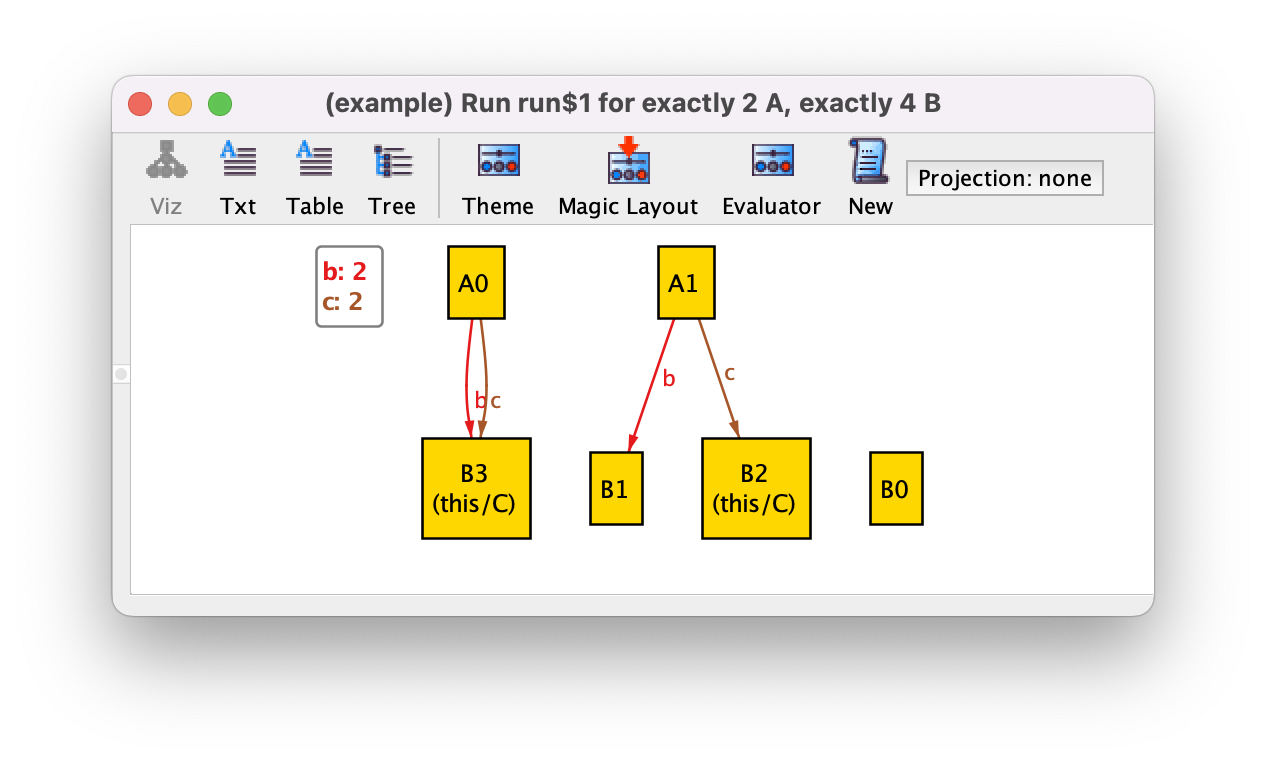 (example) Run run$1 for exactly 2 A, exactly 4 B
Viz Txt Table Tree Theme Magic Layout Evaluator New Projection: none
b: 2
c: 2
A0 A1
b c
b c
B3
(this/C)
B1
B2
(this/C)
B0